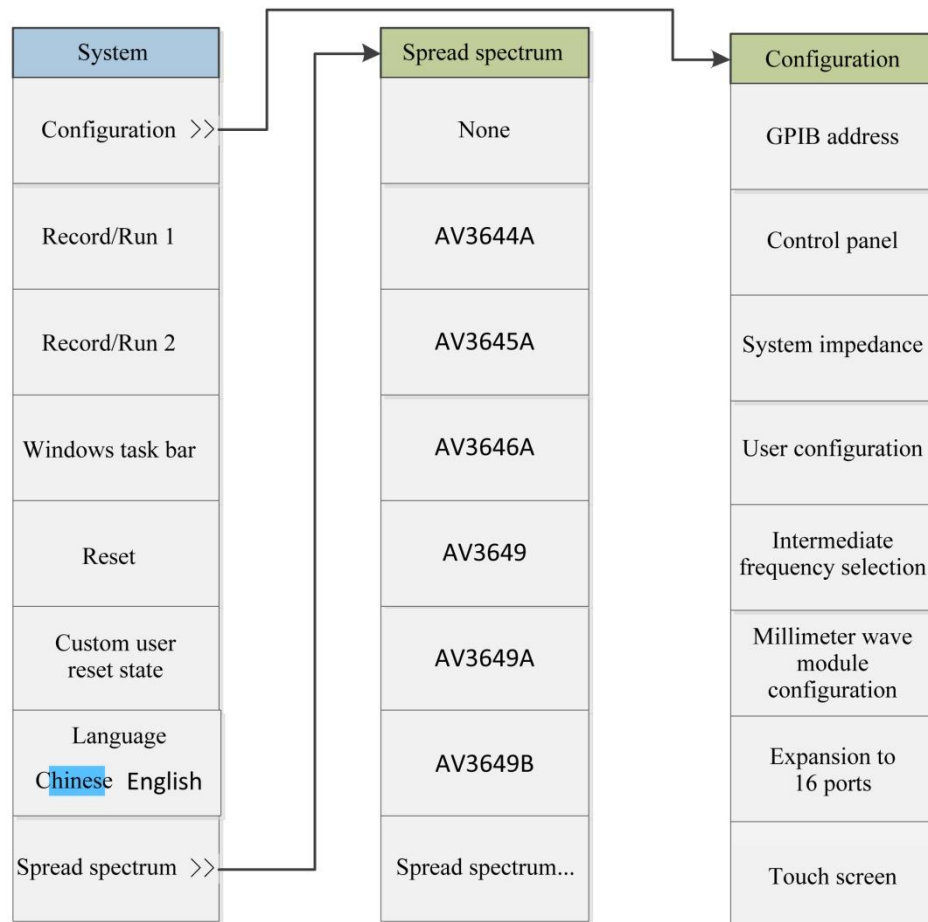 System
Configuration >>
Record/Run 1
Record/Run 2
Windows task bar
Reset
Custom user
reset state
Language
Chinese English
Spread spectrum >>
Spread spectrum
None
AV3644A
AV3645A
AV3646A
AV3649
AV3649A
AV3649B
Spread spectrum...
Configuration
GPIB address
Control panel
System impedance
User configuration
Intermediate
frequency selection
Millimeter wave
module
configuration
Expansion to
16 ports
Touch screen